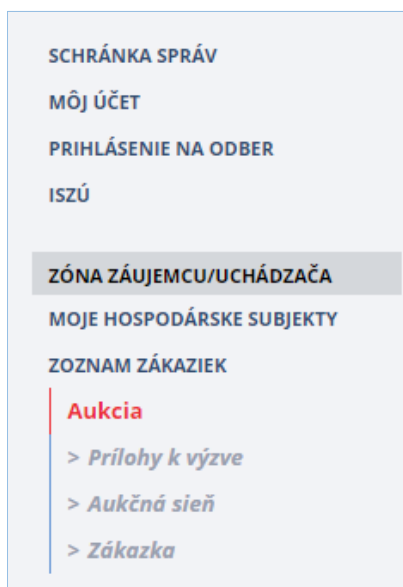 SCHRÁNKA SPRÁV
MÔJ ÚČET
PRIHLÁSENIE NA ODBER
ISZÚ
ZÓNA ZÁUJEMCU/UCHÁDZAČA
MOJE HOSPODÁRSKE SUBJEKTY
ZOZNAM ZÁKAZIEK
Aukcia
> Prílohy k výzve
> Aukčná sieň
> Zákazka